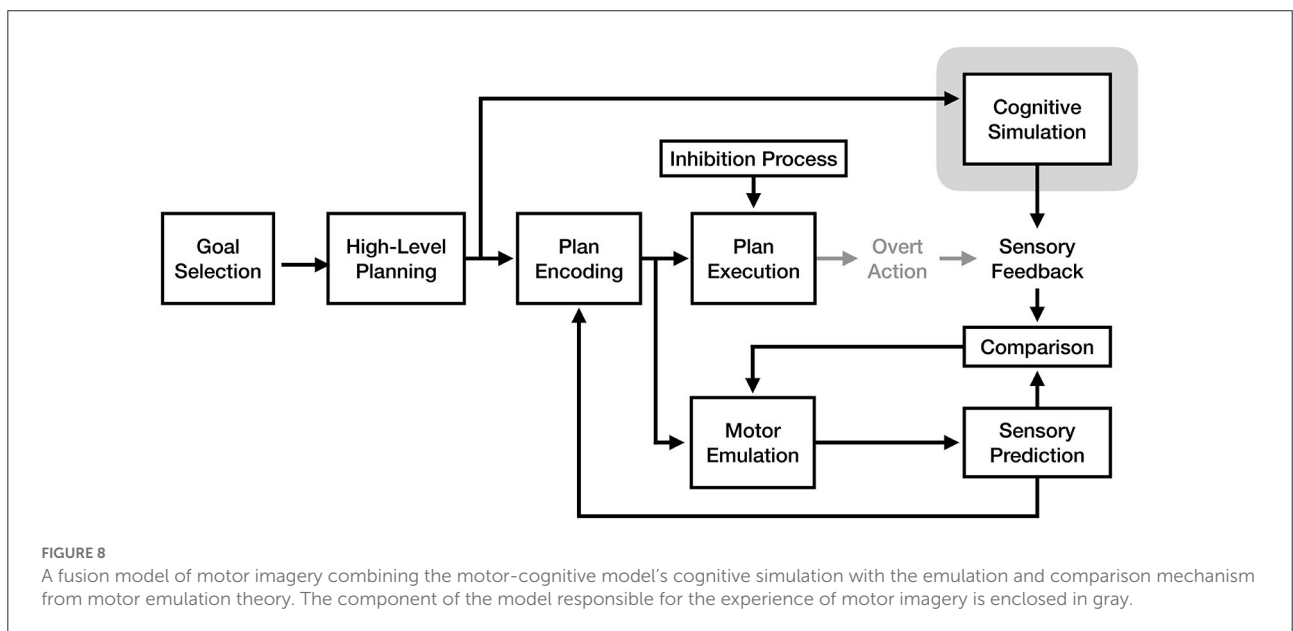 Cognitive
Simulation
Inhibition Process
Goal
Selection
High-Level
Planning
Plan
Encoding
Plan
Execution
Overt
Action
Sensory
Feedback
Comparison
Motor
Emulation
Sensory
Prediction
FIGURE 8
A fusion model of motor imagery combining the motor-cognitive model's cognitive simulation with the emulation and comparison mechanism
from motor emulation theory. The component of the model responsible for the experience of motor imagery is enclosed in gray.